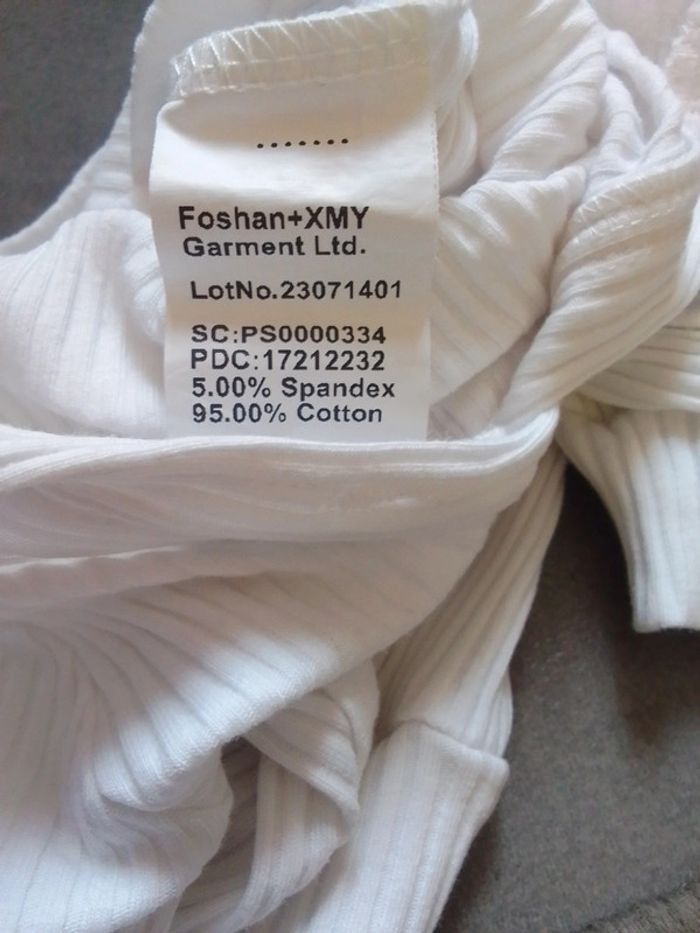 .......
Foshan+XMY
Garment Ltd.
LotNo.23071401
SC:PS0000334
PDC:17212232
5.00% Spandex
95.00% Cotton